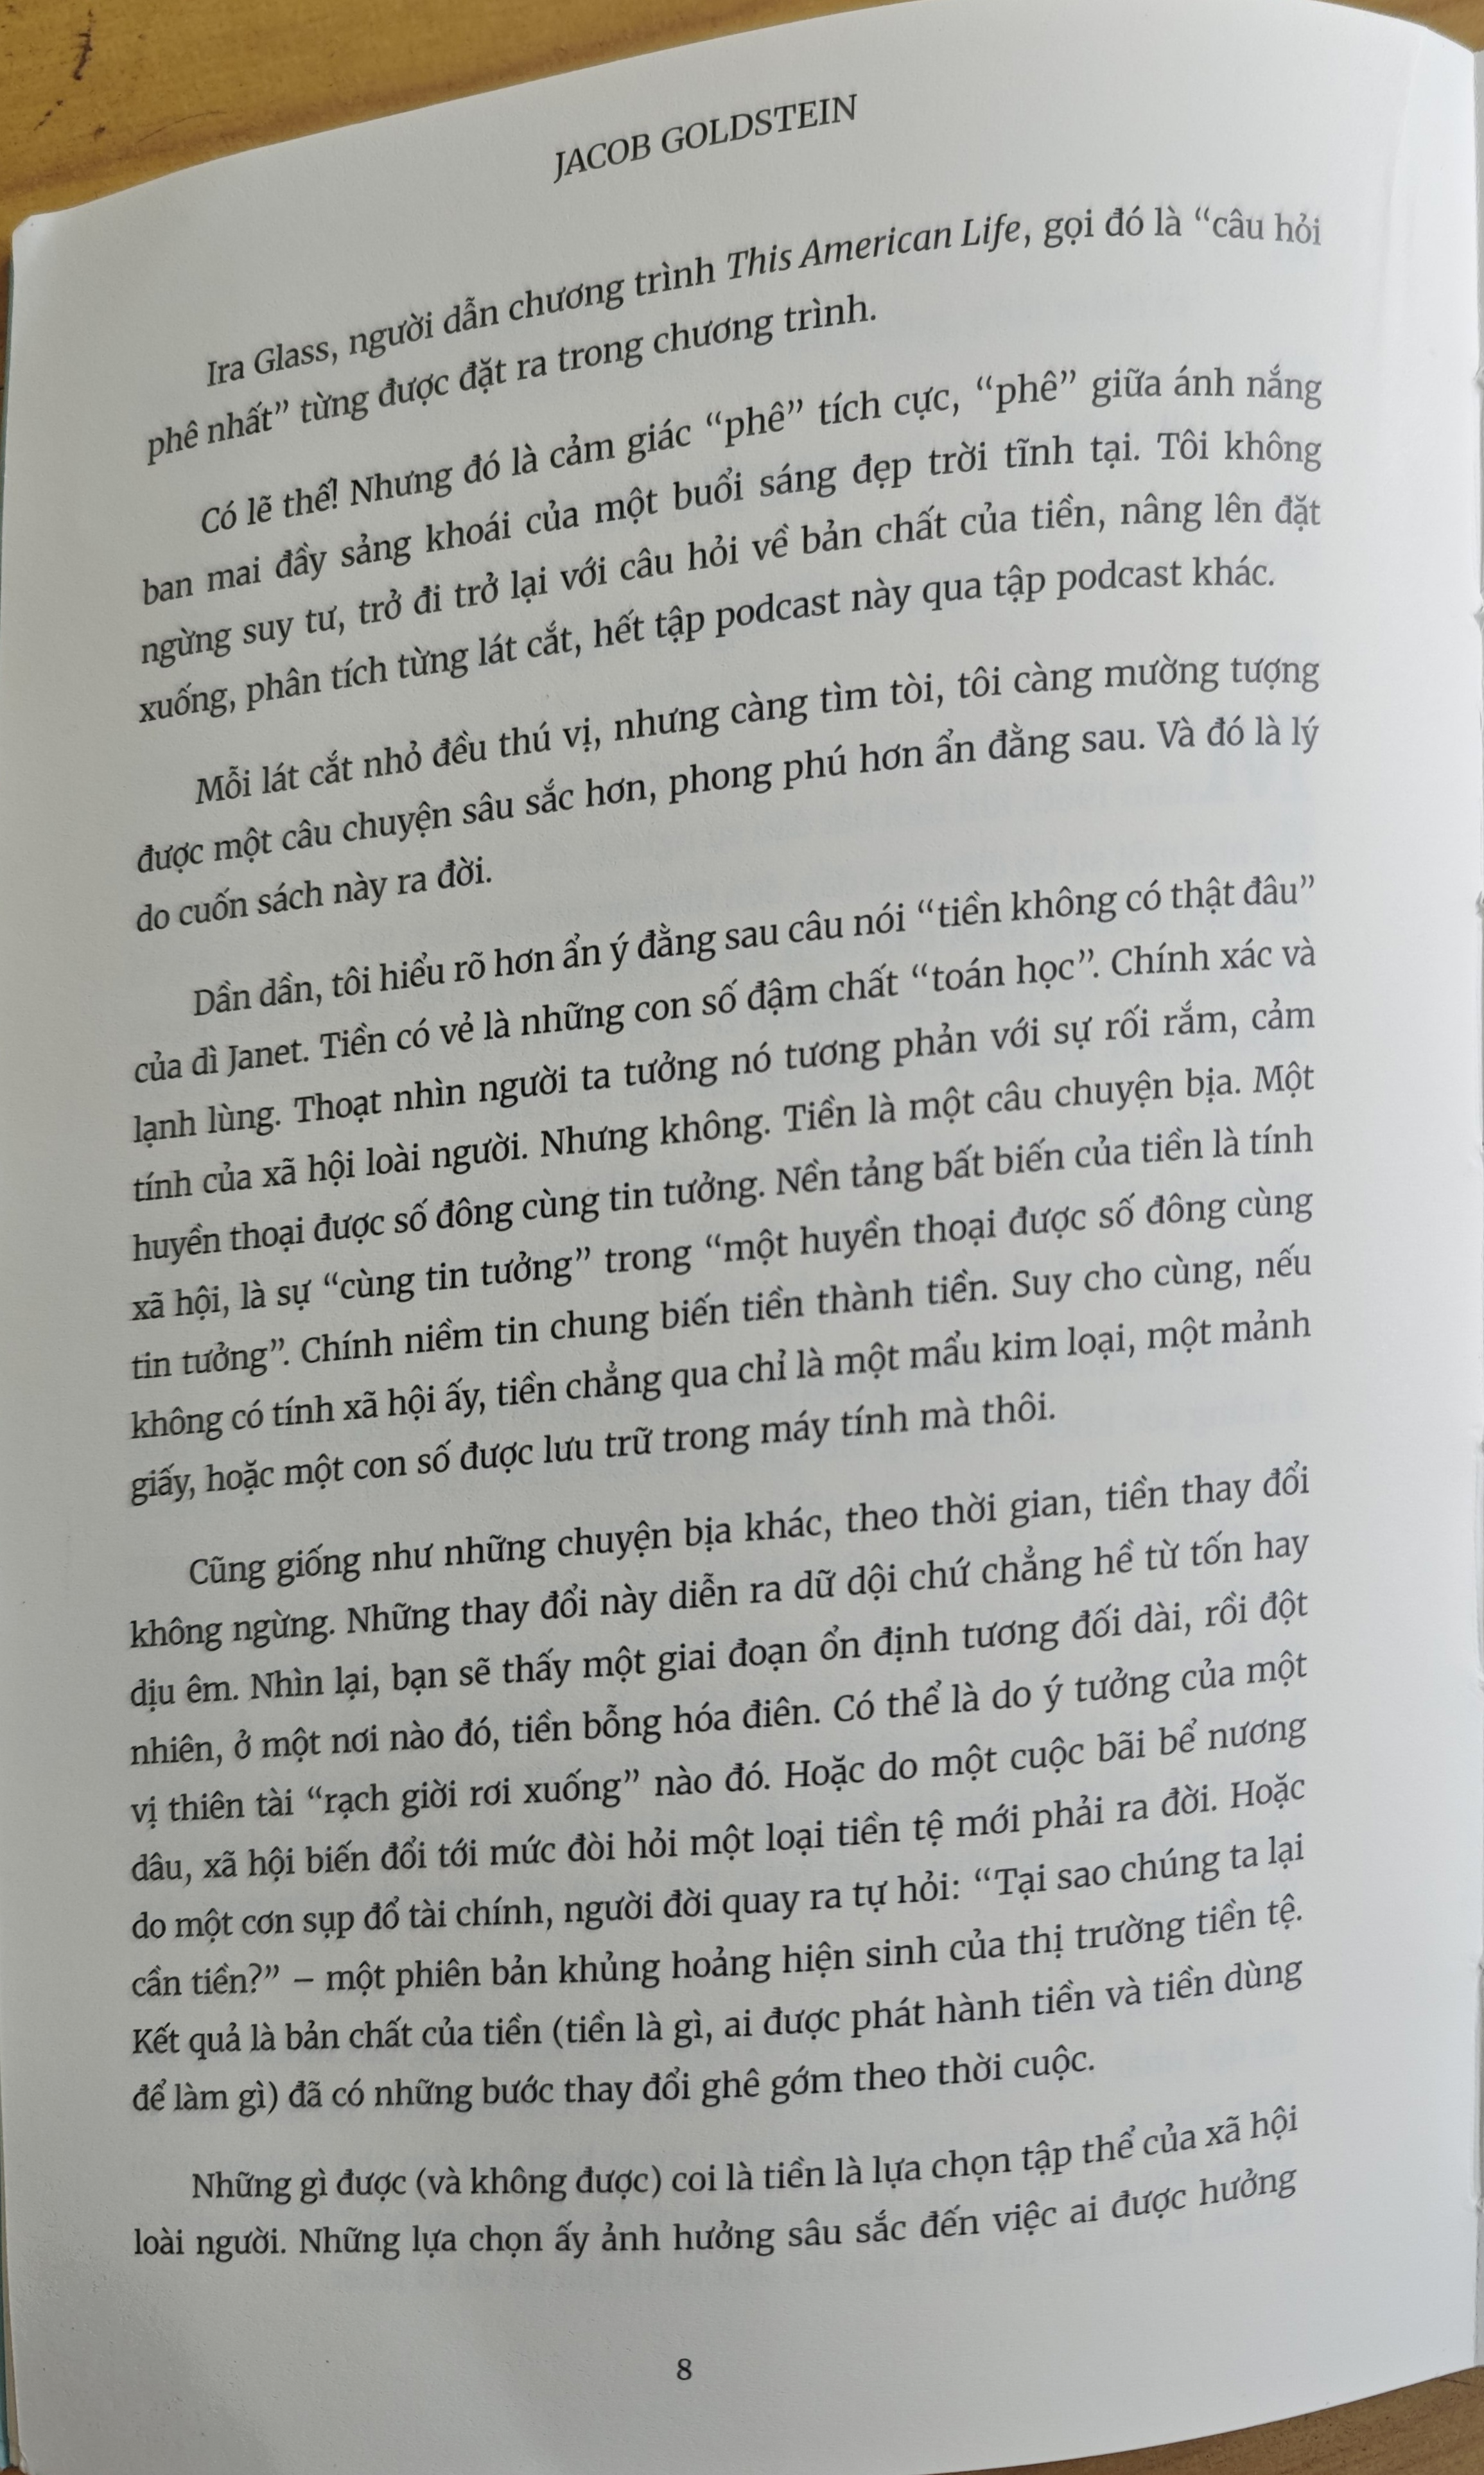 JACOB GOLDSTEIN
Ira Glass, người dẫn chương trình This American Life, gọi đó là “câu hỏi
phê nhất” từng được đặt ra trong chương trình.
Có lẽ thế! Nhưng đó là cảm giác “phê” tích cực, “phê” giữa ánh nắng
ban mai đầy sảng khoái của một buổi sáng đẹp trời tĩnh tại. Tôi không
ngừng suy tư, trở đi trở lại với câu hỏi về bản chất của tiền, nâng lên đặt
xuống, phân tích từng lát cắt, hết tập podcast này qua tập podcast khác.
Mỗi lát cắt nhỏ đều thú vị, nhưng càng tìm tòi, tôi càng mường tượng
được một câu chuyện sâu sắc hơn, phong phú hơn ẩn đằng sau. Và đó là lý
do cuốn sách này ra đời.
Dần dần, tôi hiểu rõ hơn ẩn ý đằng sau câu nói “tiền không có thật đâu”
của dì Janet. Tiền có vẻ là những con số đậm chất “toán học”. Chính xác và
lạnh lùng. Thoạt nhìn người ta tưởng nó tương phản với sự rối rắm, cảm
tính của xã hội loài người. Nhưng không. Tiền là một câu chuyện bịa. Một
huyền thoại được số đông cùng tin tưởng. Nền tảng bất biến của tiền là tính
xã hội, là sự “cùng tin tưởng” trong “một huyền thoại được số đông cùng
tin tưởng”. Chính niềm tin chung biến tiền thành tiền. Suy cho cùng, nếu
không có tính xã hội ấy, tiền chẳng qua chỉ là một mẩu kim loại, một mảnh
giấy, hoặc một con số được lưu trữ trong máy tính mà thôi.
Cũng giống như những chuyện bịa khác, theo thời gian, tiền thay đổi
không ngừng. Những thay đổi này diễn ra dữ dội chứ chẳng hề từ tốn hay
dịu êm. Nhìn lại, bạn sẽ thấy một giai đoạn ổn định tương đối dài, rồi đột
nhiên, ở một nơi nào đó, tiền bỗng hóa điên. Có thể là do ý tưởng của một
vị thiên tài “rạch giời rơi xuống” nào đó. Hoặc do một cuộc bãi bể nương
dâu, xã hội biến đổi tới mức đòi hỏi một loại tiền tệ mới phải ra đời. Hoặc
do một cơn sụp đổ tài chính, người đời quay ra tự hỏi: “Tại sao chúng ta lại
cần tiền?” – một phiên bản khủng hoảng hiện sinh của thị trường tiền tệ.
Kết quả là bản chất của tiền (tiền là gì, ai được phát hành tiền và tiền dùng
để làm gì) đã có những bước thay đổi ghê gớm theo thời cuộc.
Những gì được (và không được) coi là tiền là lựa chọn tập thể của xã hội
loài người. Những lựa chọn ấy ảnh hưởng sâu sắc đến việc ai được hưởng
8